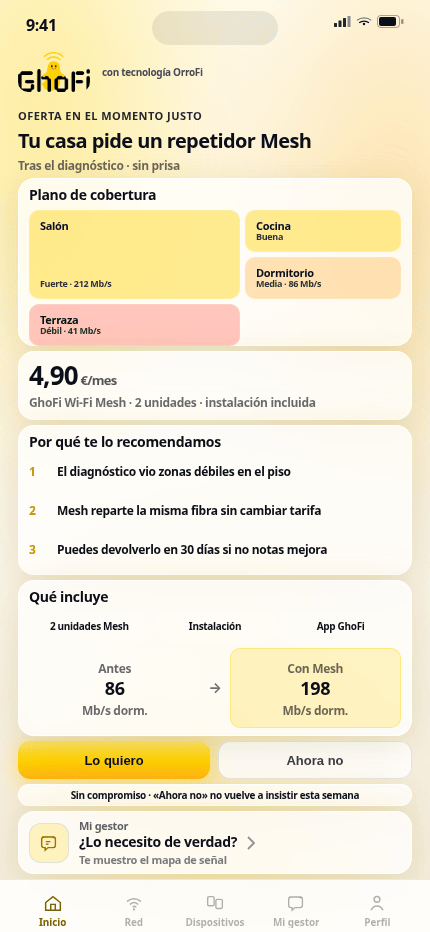 9:41
GhoFi
con tecnología OrroFi
OFERTA EN EL MOMENTO JUSTO
Tu casa pide un repetidor Mesh
Tras el diagnóstico · sin prisa
Plano de cobertura
Salón
Fuerte · 212 Mb/s
Cocina
Buena
Dormitorio
Media · 86 Mb/s
Terraza
Débil · 41 Mb/s
4,90 €/mes
GhoFi Wi-Fi Mesh · 2 unidades · instalación incluida
Por qué te lo recomendamos
1 El diagnóstico vio zonas débiles en el piso
2 Mesh reparte la misma fibra sin cambiar tarifa
3 Puedes devolverlo en 30 días si no notas mejora
Qué incluye
2 unidades Mesh Instalación App GhoFi
Antes
86
Mb/s dorm.
→
Con Mesh
198
Mb/s dorm.
Lo quiero
Ahora no
Sin compromiso · «Ahora no» no vuelve a insistir esta semana
Mi gestor
¿Lo necesito de verdad?
Te muestro el mapa de señal
Inicio Red Dispositivos Mi gestor Perfil